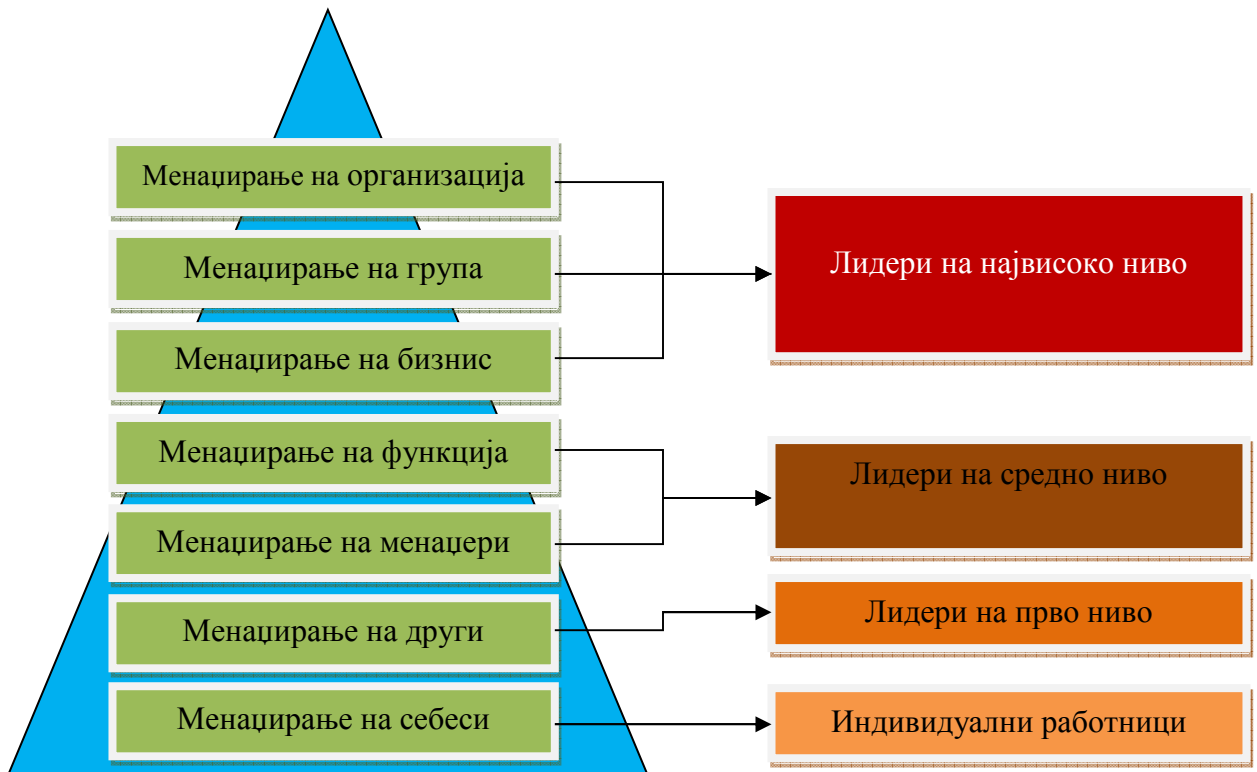 Менаџирање на организација
Менаџирање на група
Менаџирање на бизнис
Менаџирање на функција
Менаџирање на менаџери
Менаџирање на други
Менаџирање на себеси
Лидери на највисоко ниво
Лидери на средно ниво
Лидери на прво ниво
Индивидуални работници